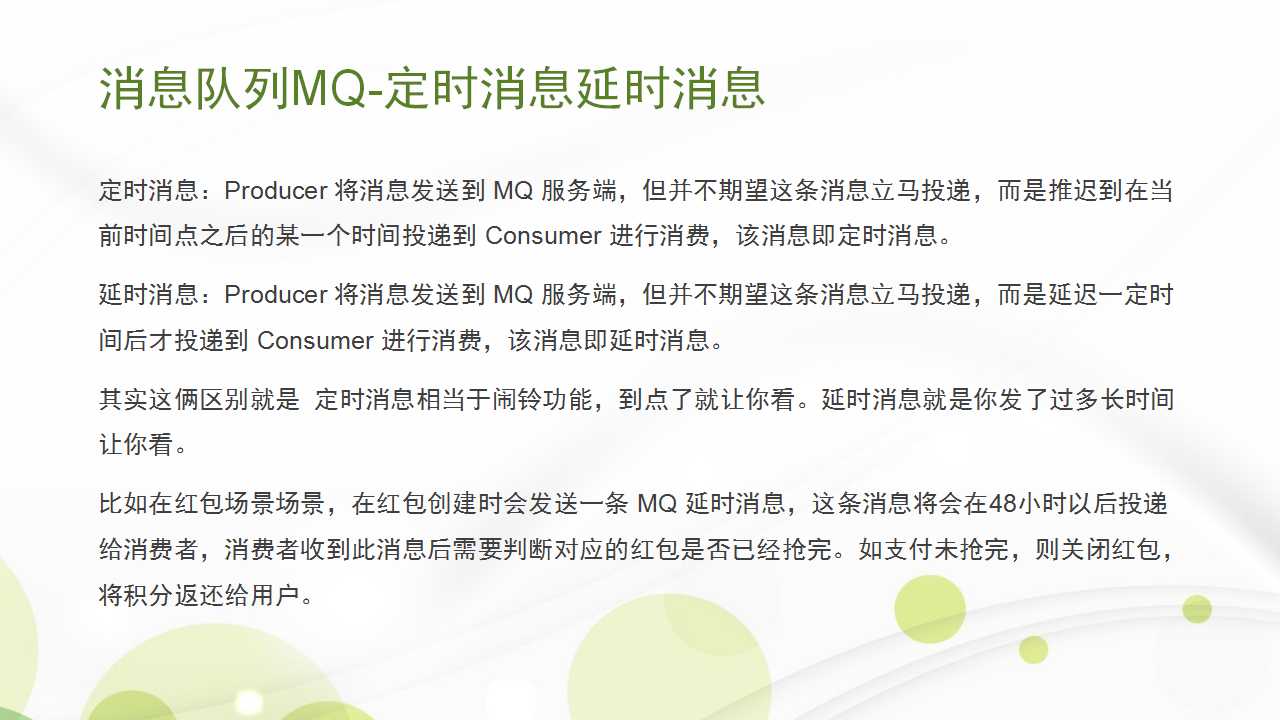 消息队列MQ-定时消息延时消息
定时消息：Producer 将消息发送到 MQ 服务端，但并不期望这条消息立马投递，而是推迟到在当
前时间点之后的某一个时间投递到 Consumer 进行消费，该消息即定时消息。
延时消息：Producer 将消息发送到 MQ 服务端，但并不期望这条消息立马投递，而是延迟一定时
间后才投递到 Consumer 进行消费，该消息即延时消息。
其实这俩区别就是  定时消息相当于闹铃功能，到点了就让你看。延时消息就是你发了过多长时间
让你看。
比如在红包场景场景，在红包创建时会发送一条 MQ 延时消息，这条消息将会在48小时以后投递
给消费者，消费者收到此消息后需要判断对应的红包是否已经抢完。如支付未抢完，则关闭红包，
将积分返还给用户。